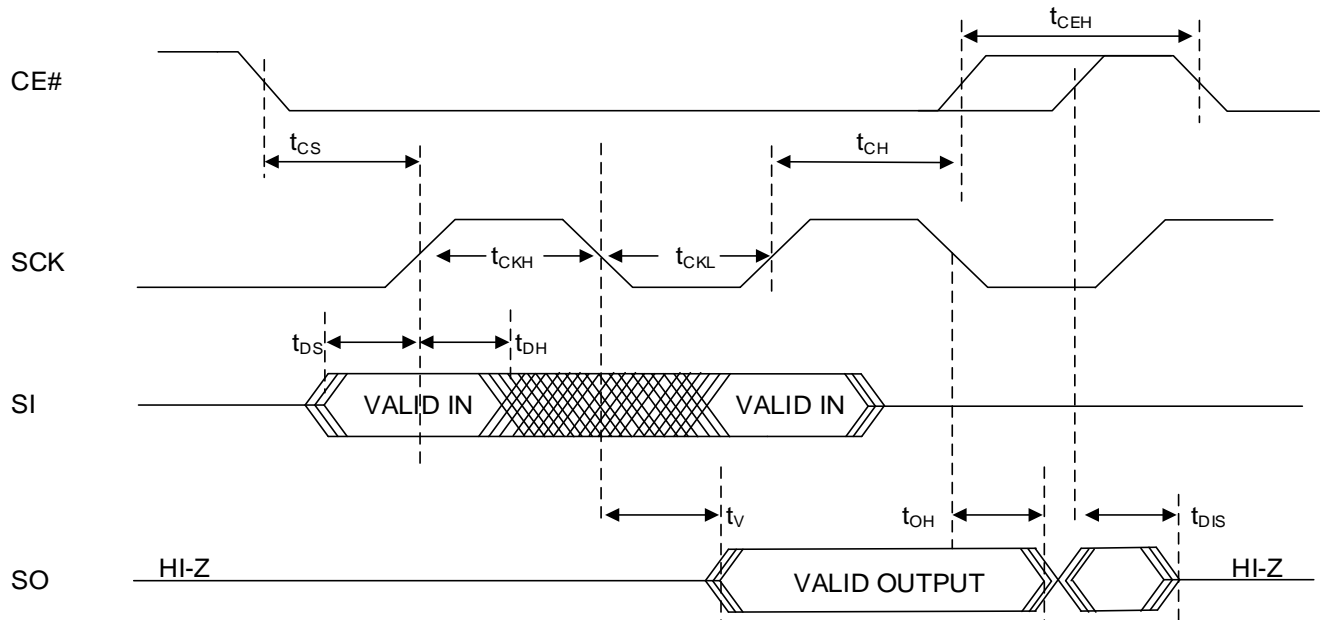 tCEH
CE#
tCS
tCH
SCK
tCKH
tCKL
tDS
tDH
SI
VALID IN
VALID IN
tV
tOH
tDIS
SO
HI-Z
VALID OUTPUT
HI-Z